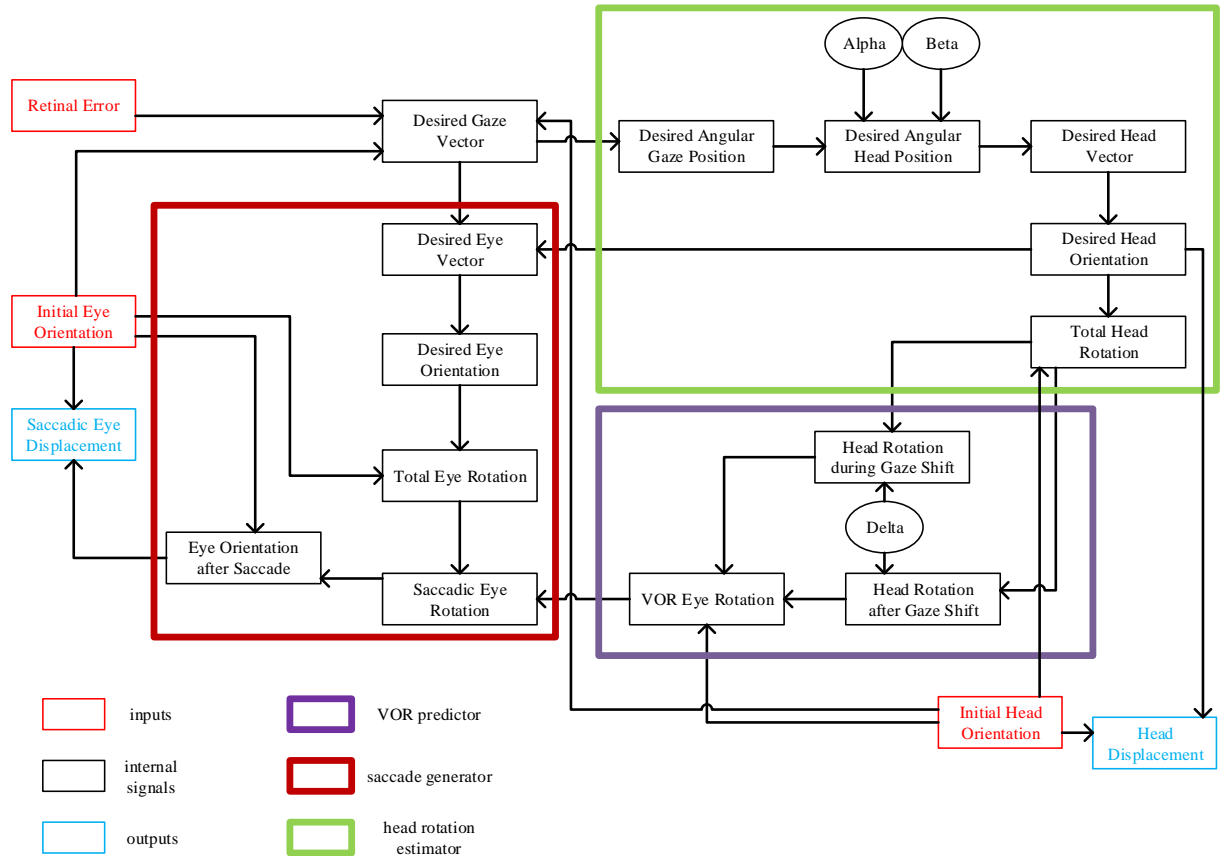 Alpha
Beta
Retinal Error
Desired Gaze
Vector
Desired Angular
Gaze Position
Desired Angular
Head Position
Desired Head
Vector
Desired Eye
Vector
Desired Head
Orientation
Initial Eye
Orientation
Desired Eye
Orientation
Total Head
Rotation
Saccadic Eye
Displacement
Head Rotation
during Gaze Shift
Total Eye Rotation
Delta
Eye Orientation
after Saccade
Saccadic Eye
Rotation
VOR Eye Rotation
Head Rotation
after Gaze Shift
Initial Head
Orientation
Head
Displacement
inputs
VOR predictor
internal
signals
saccade generator
outputs
head rotation
estimator